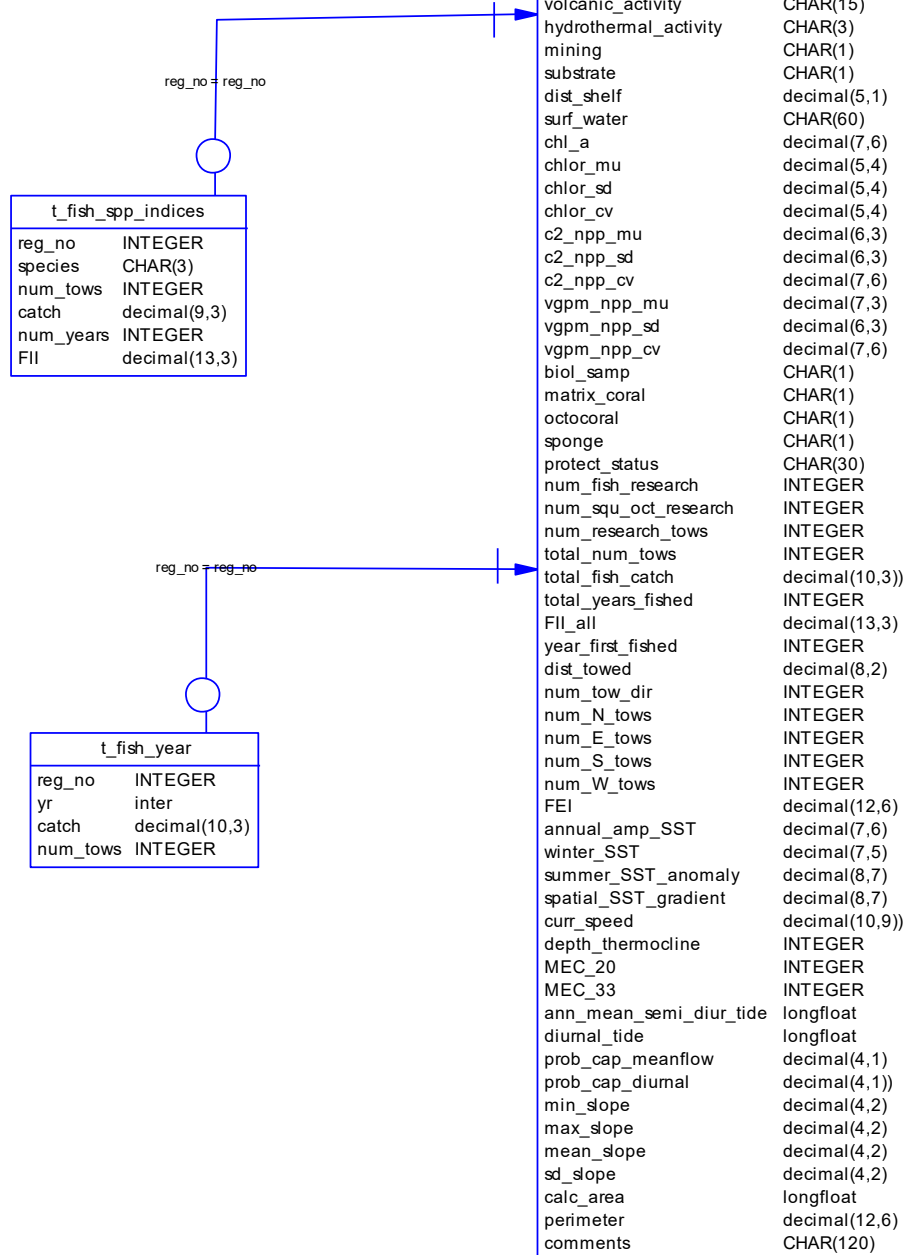 reg_no = reg_no
t_fish_spp_indices
reg_no INTEGER
species CHAR(3)
num_tows INTEGER
catch decimal(9,3)
num_years INTEGER
FII decimal(13,3)
reg_no = reg_no
t_fish_year
reg_no INTEGER
yr inter
catch decimal(10,3)
num_tows INTEGER
volcanic_activity CHAR(15)
hydrothermal_activity CHAR(3)
mining CHAR(1)
substrate CHAR(1)
dist_shelf decimal(5,1)
surf_water CHAR(60)
chl_a decimal(7,6)
chlor_mu decimal(5,4)
chlor_sd decimal(5,4)
chlor_cv decimal(5,4)
c2_npp_mu decimal(6,3)
c2_npp_sd decimal(6,3)
c2_npp_cv decimal(7,6)
vgpm_npp_mu decimal(7,3)
vgpm_npp_sd decimal(6,3)
vgpm_npp_cv decimal(7,6)
biol_samp CHAR(1)
matrix_coral CHAR(1)
octocoral CHAR(1)
sponge CHAR(1)
protect_status CHAR(30)
num_fish_research INTEGER
num_squ_oct_research INTEGER
num_research_tows INTEGER
total_num_tows INTEGER
total_fish_catch decimal(10,3))
total_years_fished INTEGER
FII_all decimal(13,3)
year_first_fished INTEGER
dist_towed decimal(8,2)
num_tow_dir INTEGER
num_N_tows INTEGER
num_E_tows INTEGER
num_S_tows INTEGER
num_W_tows INTEGER
FEI decimal(12,6)
annual_amp_SST decimal(7,6)
winter_SST decimal(7,5)
summer_SST_anomaly decimal(8,7)
spatial_SST_gradient decimal(8,7)
curr_speed decimal(10,9))
depth_thermocline INTEGER
MEC_20 INTEGER
MEC_33 INTEGER
ann_mean_semi_diur_tide longfloat
diurnal_tide longfloat
prob_cap_meanflow decimal(4,1)
prob_cap_diurnal decimal(4,1))
min_slope decimal(4,2)
max_slope decimal(4,2)
mean_slope decimal(4,2)
sd_slope decimal(4,2)
calc_area longfloat
perimeter decimal(12,6)
comments CHAR(120)